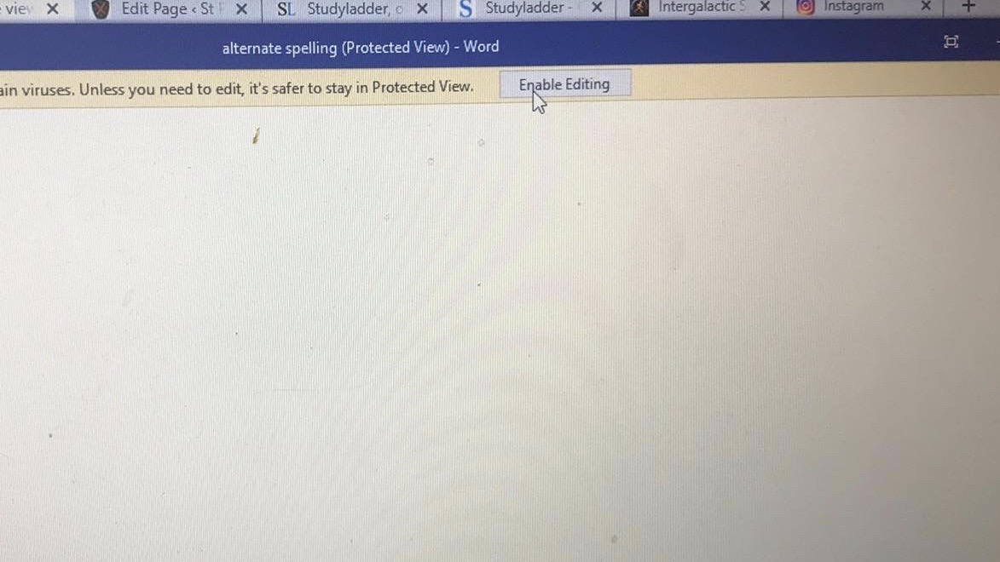 view Edit Page ‹ St SL Studyladder, S Studyladder - Intergalactic S Instagram
alternate spelling (Protected View) - Word
ain viruses. Unless you need to edit, it's safer to stay in Protected View. Enable Editing